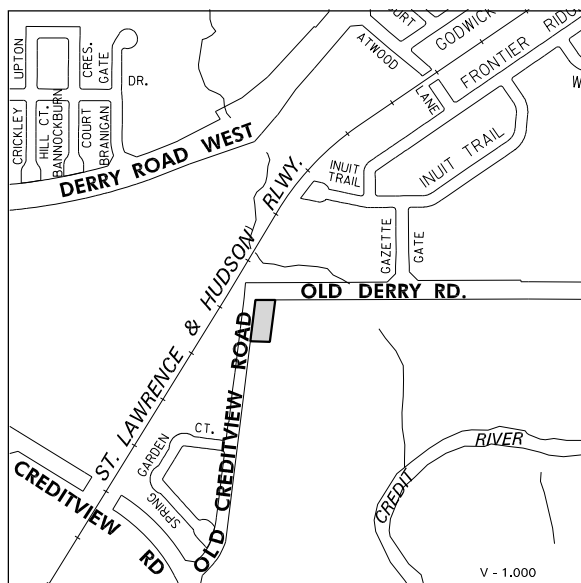 COURT
GODWICK
ATWOOD
FRONTIER RIDGE
W
UPTON
CRES.
GATE
DR.
LANE
CRICKLEY
HILL CT.
BANNOCKBURN
COURT
BRANIGAN
DERRY ROAD WEST
INUIT
TRAIL
INUIT TRAIL
GAZETTE
GATE
OLD DERRY RD.
ST. LAWRENCE & HUDSON RLWY.
OLD CREDITVIEW ROAD
CT.
GARDEN
SPRING
CREDITVIEW
RD
CREDIT
RIVER
V - 1.000